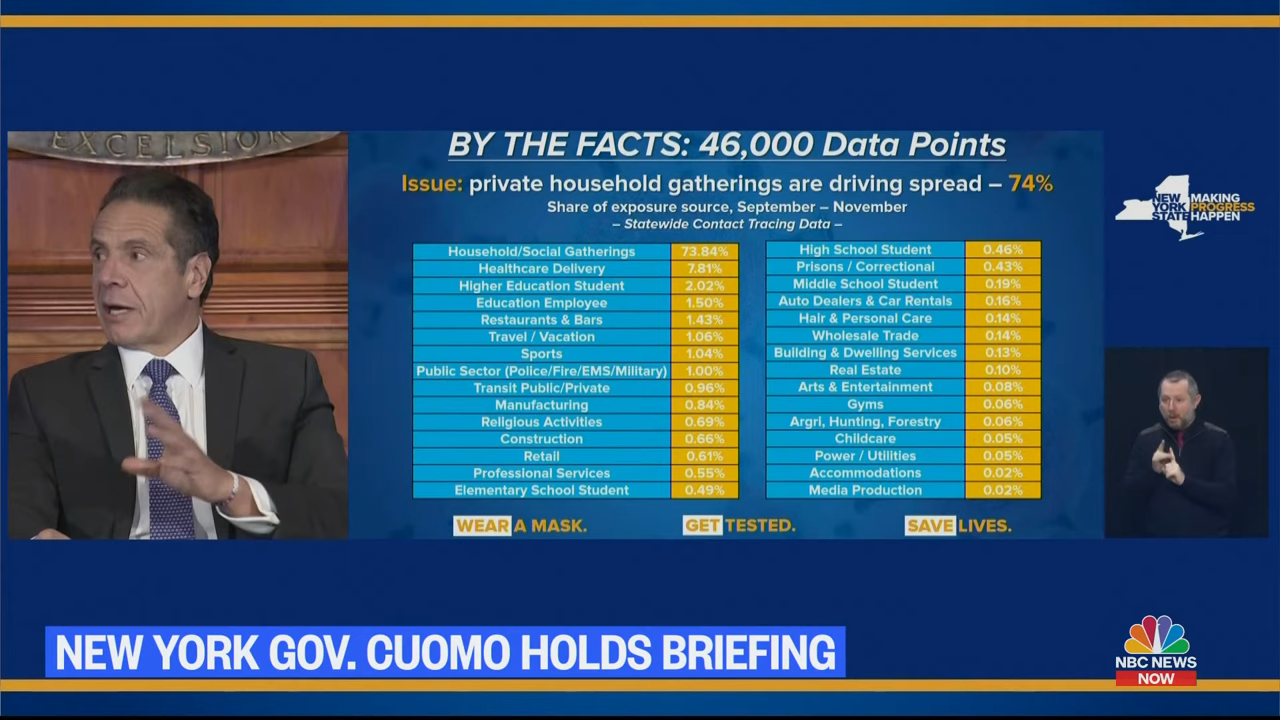 EXCELSIOR
BY THE FACTS: 46,000 Data Points
Issue: private household gatherings are driving spread – 74%
Share of exposure source, September – November
– Statewide Contact Tracing Data –
Household/Social Gatherings 73.84%
Healthcare Delivery 7.81%
Higher Education Student 2.02%
Education Employee 1.50%
Restaurants & Bars 1.43%
Travel / Vacation 1.06%
Sports 1.04%
Public Sector (Police/Fire/EMS/Military) 1.00%
Transit Public/Private 0.96%
Manufacturing 0.84%
Religious Activities 0.69%
Construction 0.66%
Retail 0.61%
Professional Services 0.55%
Elementary School Student 0.49%
High School Student 0.46%
Prisons / Correctional 0.43%
Middle School Student 0.19%
Auto Dealers & Car Rentals 0.16%
Hair & Personal Care 0.14%
Wholesale Trade 0.14%
Building & Dwelling Services 0.13%
Real Estate 0.10%
Arts & Entertainment 0.08%
Gyms 0.06%
Argri, Hunting, Forestry 0.06%
Childcare 0.05%
Power / Utilities 0.05%
Accommodations 0.02%
Media Production 0.02%
WEAR A MASK. GET TESTED. SAVE LIVES.
NEW YORK STATE
MAKING PROGRESS HAPPEN
NEW YORK GOV. CUOMO HOLDS BRIEFING
NBC NEWS
NOW